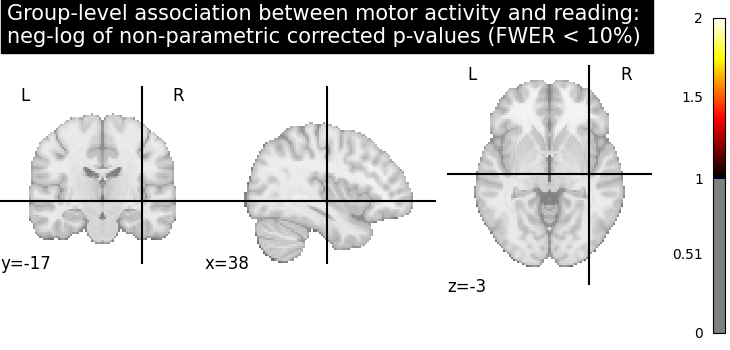 Group-level association between motor activity and reading:
neg-log of non-parametric corrected p-values (FWER < 10%)
L R
L R
y=-17
x=38
z=-3
2
1.5
1
0.51
0